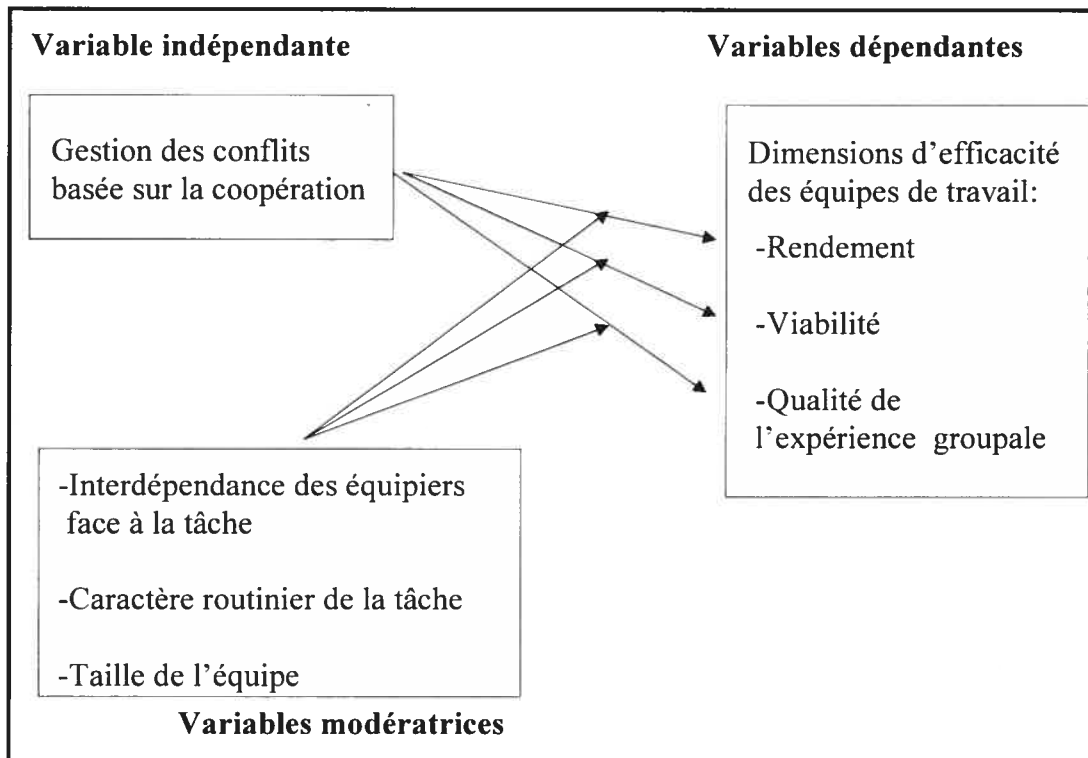 Variable indépendante
Variables dépendantes
Gestion des conflits
basée sur la coopération
Dimensions d'efficacité
des équipes de travail:
-Rendement
-Viabilité
-Qualité de
l'expérience groupale
-Interdépendance des équipiers
face à la tâche
-Caractère routinier de la tâche
-Taille de l'équipe
Variables modératrices